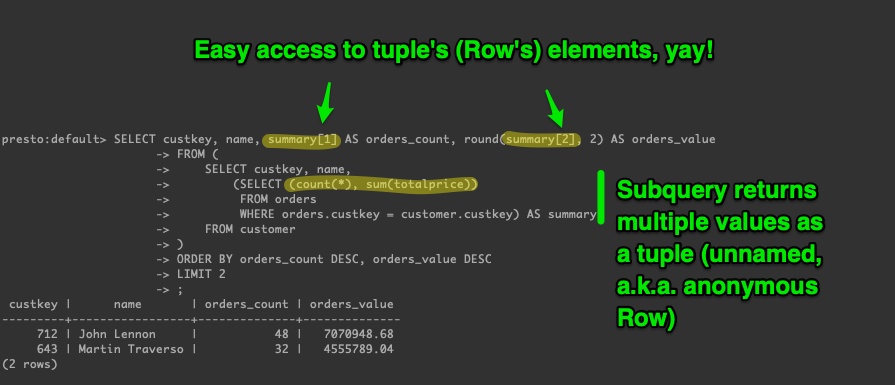 Easy access to tuple's (Row's) elements, yay!
presto:default> SELECT custkey, name, summary[1] AS orders_count, round(summary[2], 2) AS orders_value
-> FROM (
-> SELECT custkey, name,
-> (SELECT (count(*), sum(totalprice))
-> FROM orders
-> WHERE orders.custkey = customer.custkey) AS summary
-> FROM customer
-> )
-> ORDER BY orders_count DESC, orders_value DESC
-> LIMIT 2
-> ;
Subquery returns
multiple values as
a tuple (unnamed,
a.k.a. anonymous
Row)
custkey | name | orders_count | orders_value
---------+-----------------+--------------+--------------
712 | John Lennon | 48 | 7070948.68
643 | Martin Traverso | 32 | 4555789.04
(2 rows)